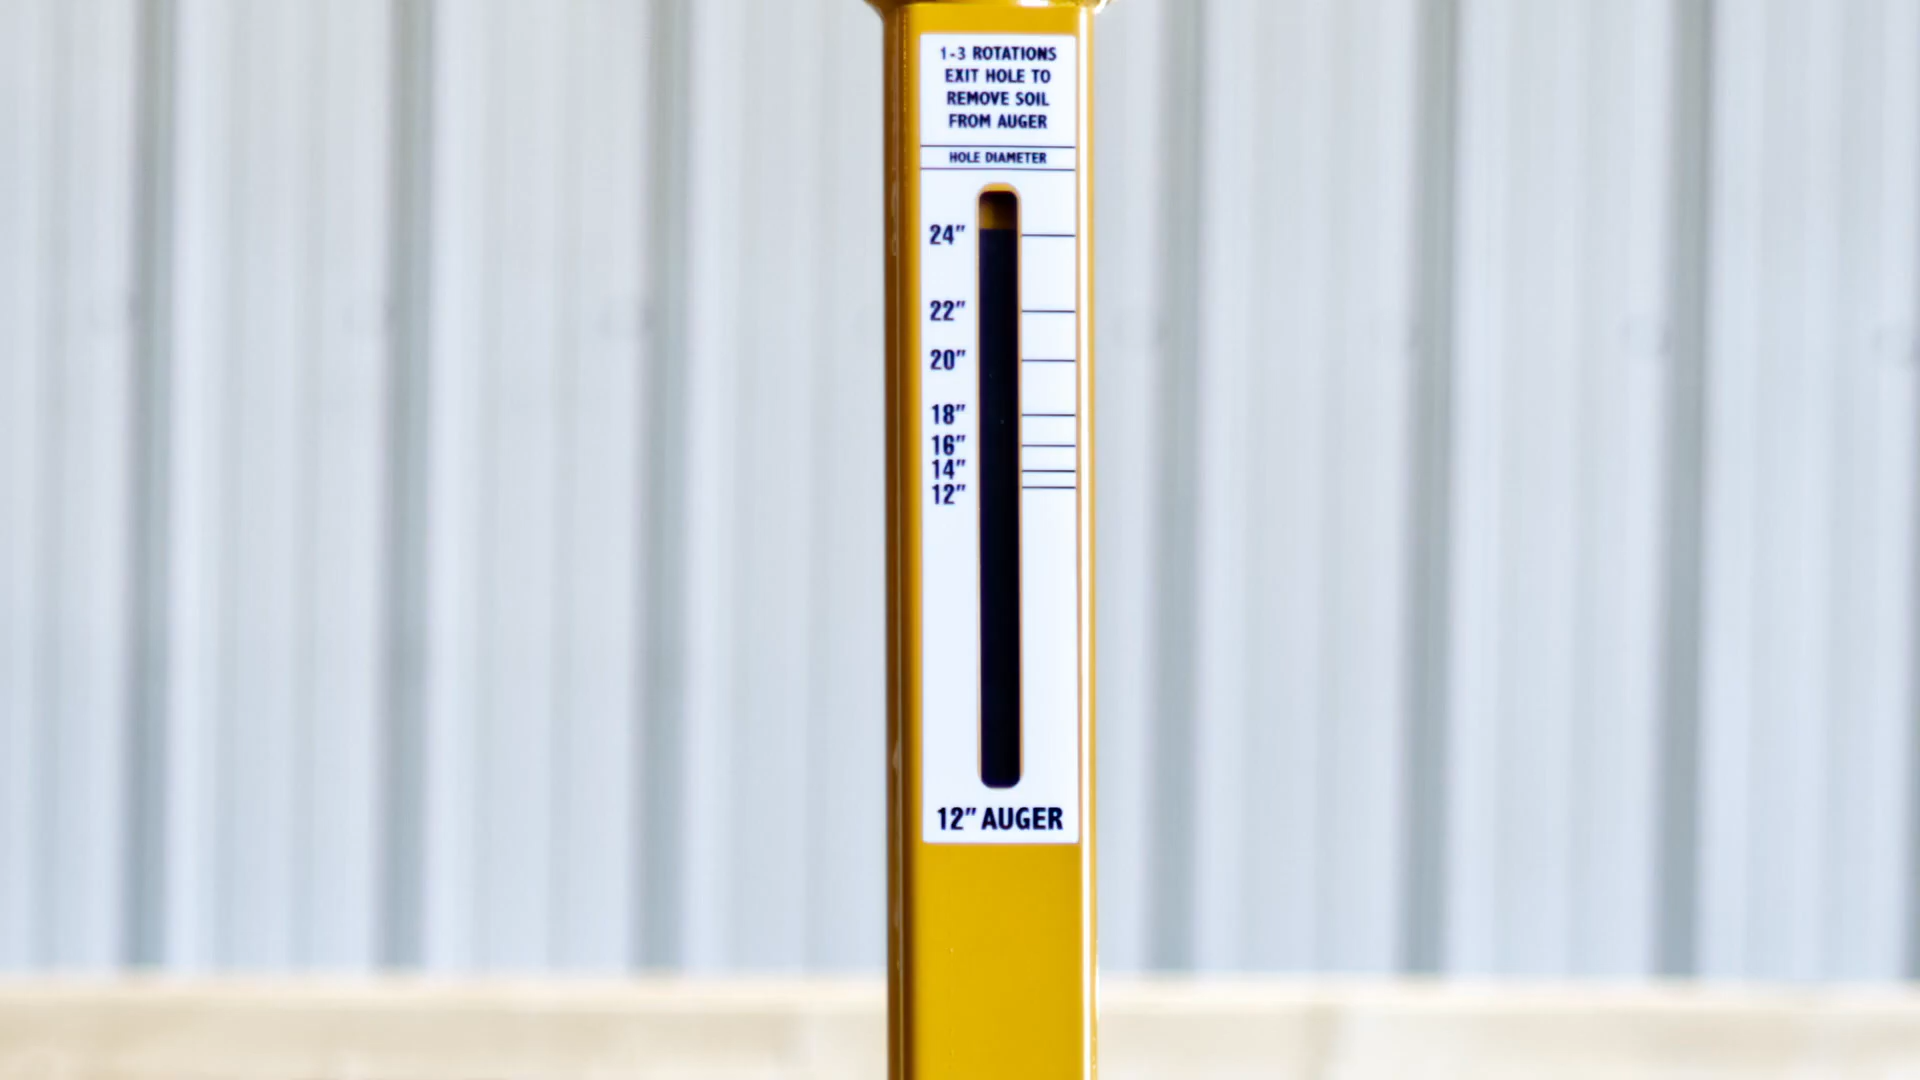 1-3 ROTATIONS
EXIT HOLE TO
REMOVE SOIL
FROM AUGER
HOLE DIAMETER
24"
22"
20"
18"
16"
14"
12"
12" AUGER